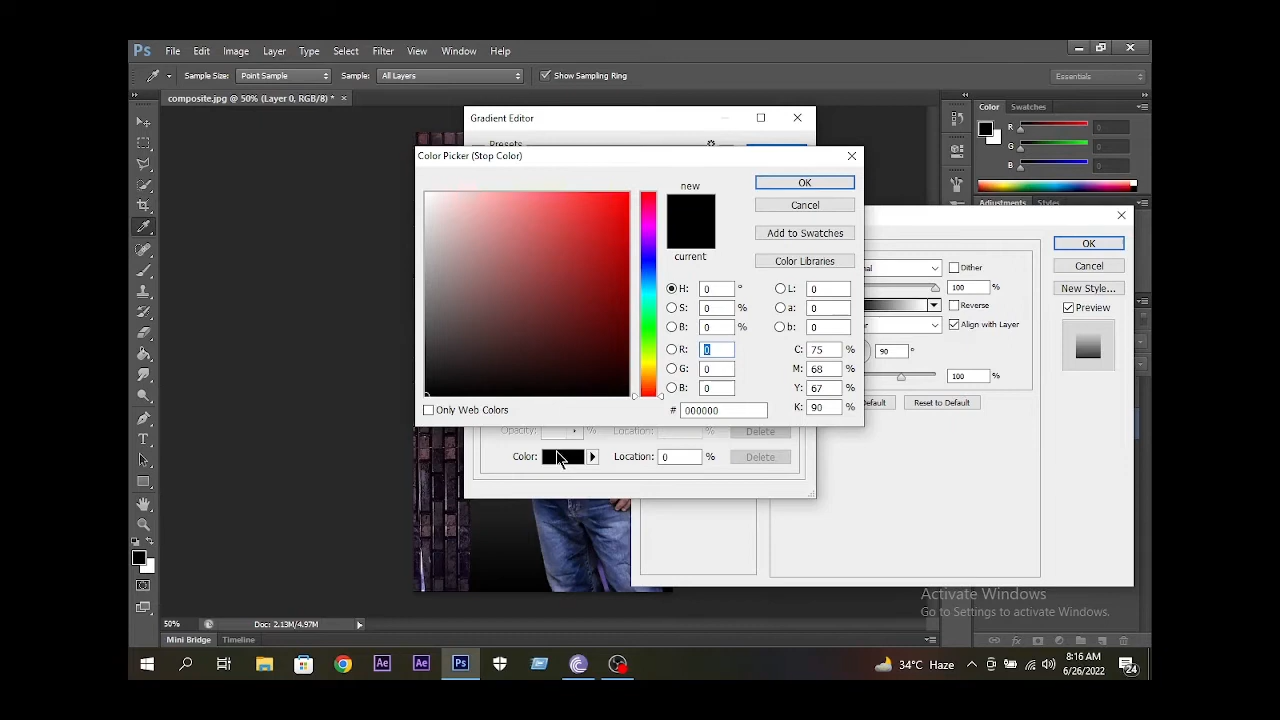 Ps File Edit Image Layer Type Select Filter View Window Help
Sample Size: Point Sample Sample: All Layers Show Sampling Ring Essentials
composite.jpg @ 50% (Layer 0, RGB/8) * ×
Color Swatches
R 0
G 0
B 0
Adjustments Styles
Gradient Editor
Presets
Color Picker (Stop Color)
new
current
OK
Cancel
Add to Swatches
Color Libraries
H: 0 ° L: 0
S: 0 % a: 0
B: 0 % b: 0
R: 0 C: 75 %
G: 0 M: 68 %
B: 0 Y: 67 %
# 000000 K: 90 %
Only Web Colors
Opacity: % Location: % Delete
Color: Location: 0 % Delete
Dither
100 %
Reverse
Align with Layer
90 °
100 %
Default Reset to Default
OK
Cancel
New Style...
Preview
Activate Windows
Go to Settings to activate Windows.
50% Doc: 2.13M/4.97M
Mini Bridge Timeline
Ae Ae Ps
34°C Haze
8:16 AM
6/26/2022
24